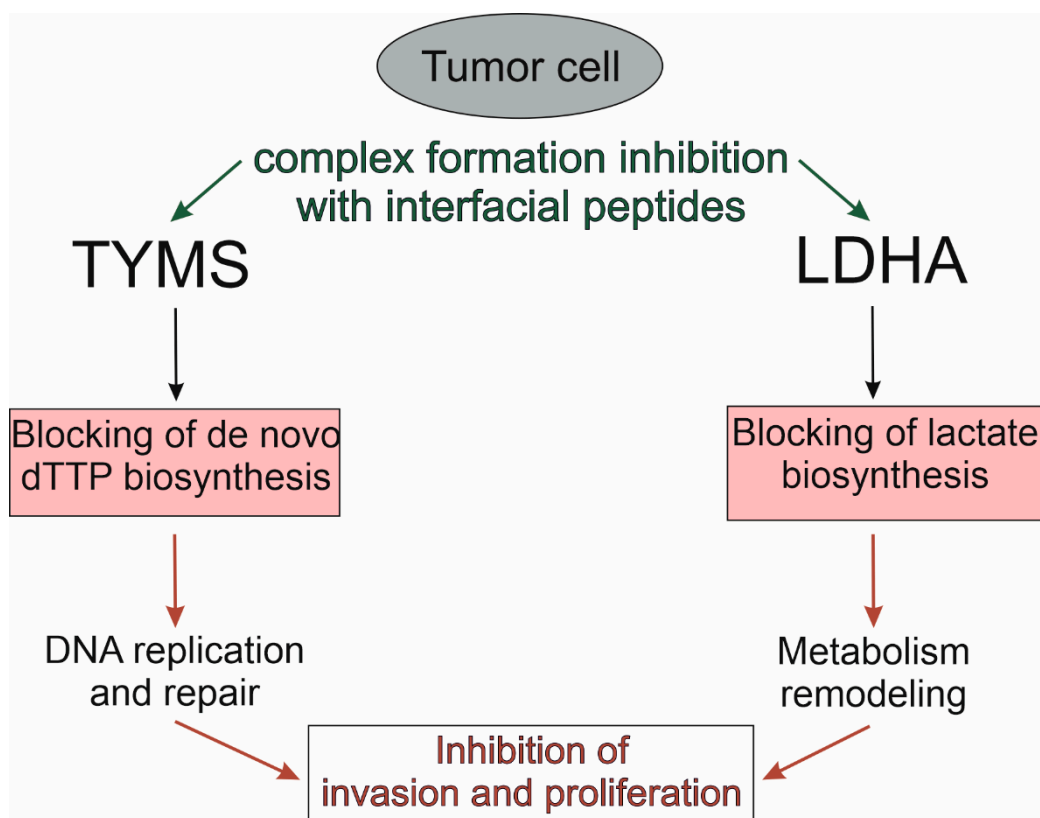 Tumor cell
complex formation inhibition
with interfacial peptides
TYMS
LDHA
Blocking of de novo
dTTP biosynthesis
Blocking of lactate
biosynthesis
DNA replication
and repair
Metabolism
remodeling
Inhibition of
invasion and proliferation